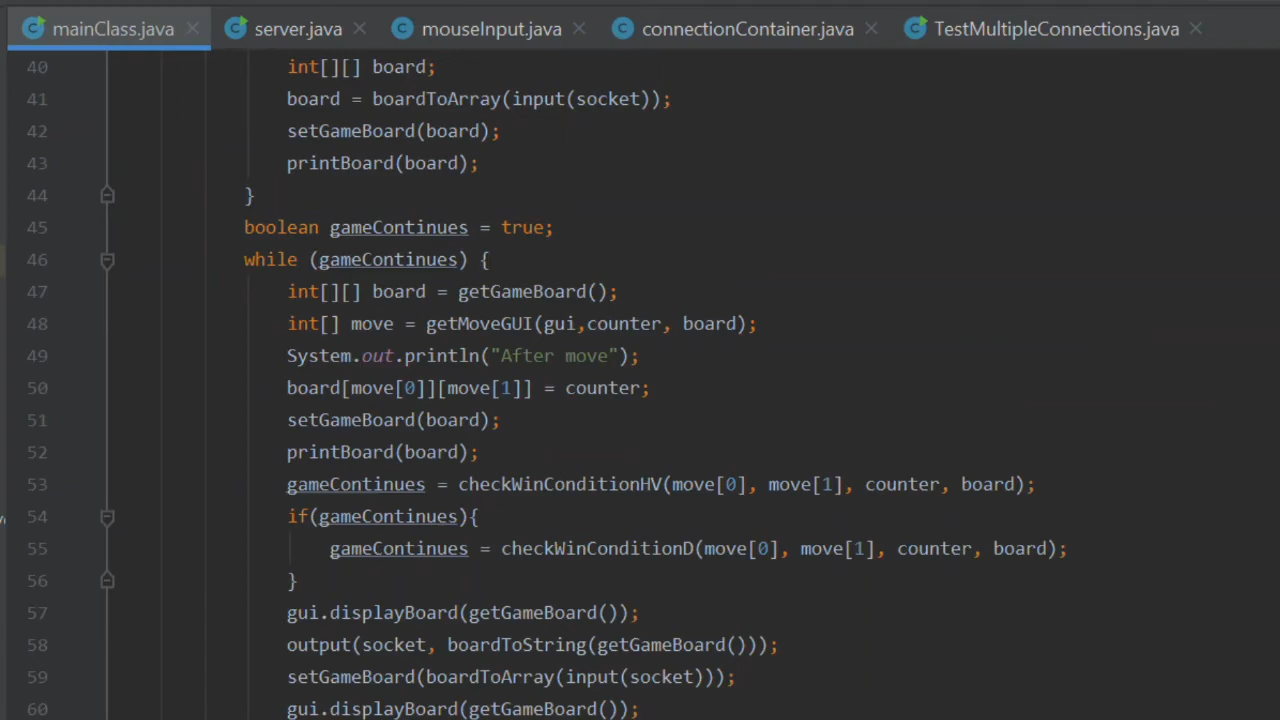 mainClass.java server.java mouseInput.java connectionContainer.java TestMultipleConnections.java
40 int[][] board;
41 board = boardToArray(input(socket));
42 setGameBoard(board);
43 printBoard(board);
44 }
45 boolean gameContinues = true;
46 while (gameContinues) {
47 int[][] board = getGameBoard();
48 int[] move = getMoveGUI(gui,counter, board);
49 System.out.println("After move");
50 board[move[0]][move[1]] = counter;
51 setGameBoard(board);
52 printBoard(board);
53 gameContinues = checkWinConditionHV(move[0], move[1], counter, board);
54 if(gameContinues){
55 gameContinues = checkWinConditionD(move[0], move[1], counter, board);
56 }
57 gui.displayBoard(getGameBoard());
58 output(socket, boardToString(getGameBoard()));
59 setGameBoard(boardToArray(input(socket)));
60 gui.displayBoard(getGameBoard());